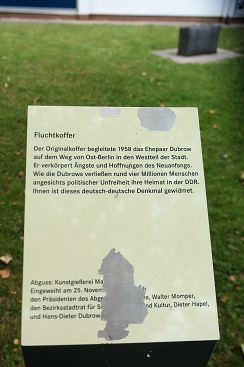 Fluchtkoffer
Der Originalkoffer begleitete 1958 das Ehepaar Dubrow
auf dem Weg von Ost-Berlin in den Westteil der Stadt.
Er verkörpert Ängste und Hoffnungen des Neuanfangs.
Wie die Dubrows verließen rund vier Millionen Menschen
angesichts politischer Unfreiheit ihre Heimat in der DDR.
Ihnen ist dieses deutsch-deutsche Denkmal gewidmet.
Abguss: Kunstgießerei
Eingeweiht am 25.
den Präsidenten des Walter Momper,
den Bezirksstadtrat für und Kultur, Dieter Hapel,
und Hans-Dieter Dubrow